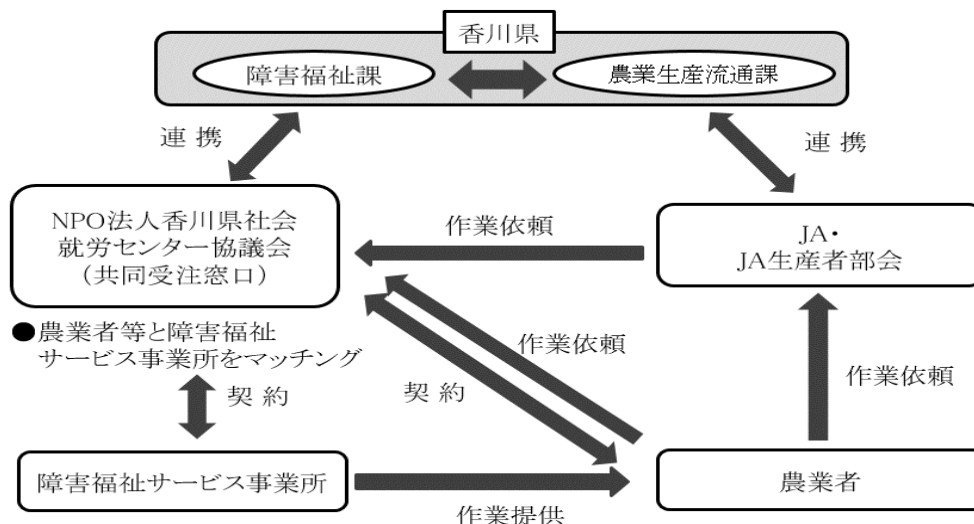 香川県
障害福祉課
農業生産流通課
連 携
連 携
NPO法人香川県社会
就労センター協議会
（共同受注窓口）
作業依頼
JA・
JA生産者部会
●農業者等と障害福祉
サービス事業所をマッチング
作業依頼
契 約
契 約
作業依頼
障害福祉サービス事業所
作業提供
農業者